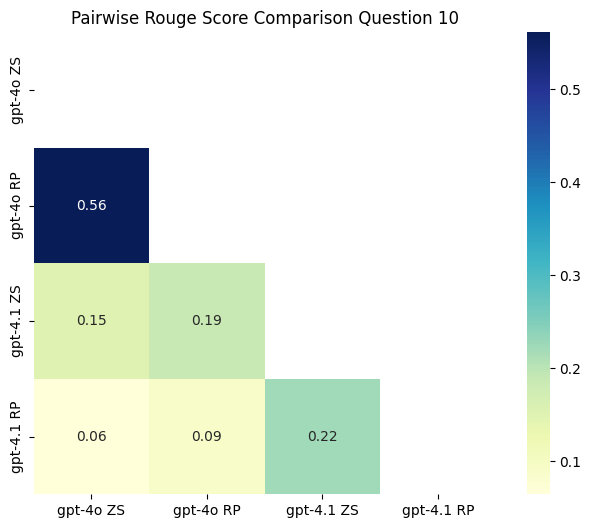 Pairwise Rouge Score Comparison Question 10
gpt-4o ZS
gpt-4o RP
0.56
gpt-4.1 ZS
0.15
0.19
gpt-4.1 RP
0.06
0.09
0.22
gpt-4o ZS
gpt-4o RP
gpt-4.1 ZS
gpt-4.1 RP
0.5
0.4
0.3
0.2
0.1